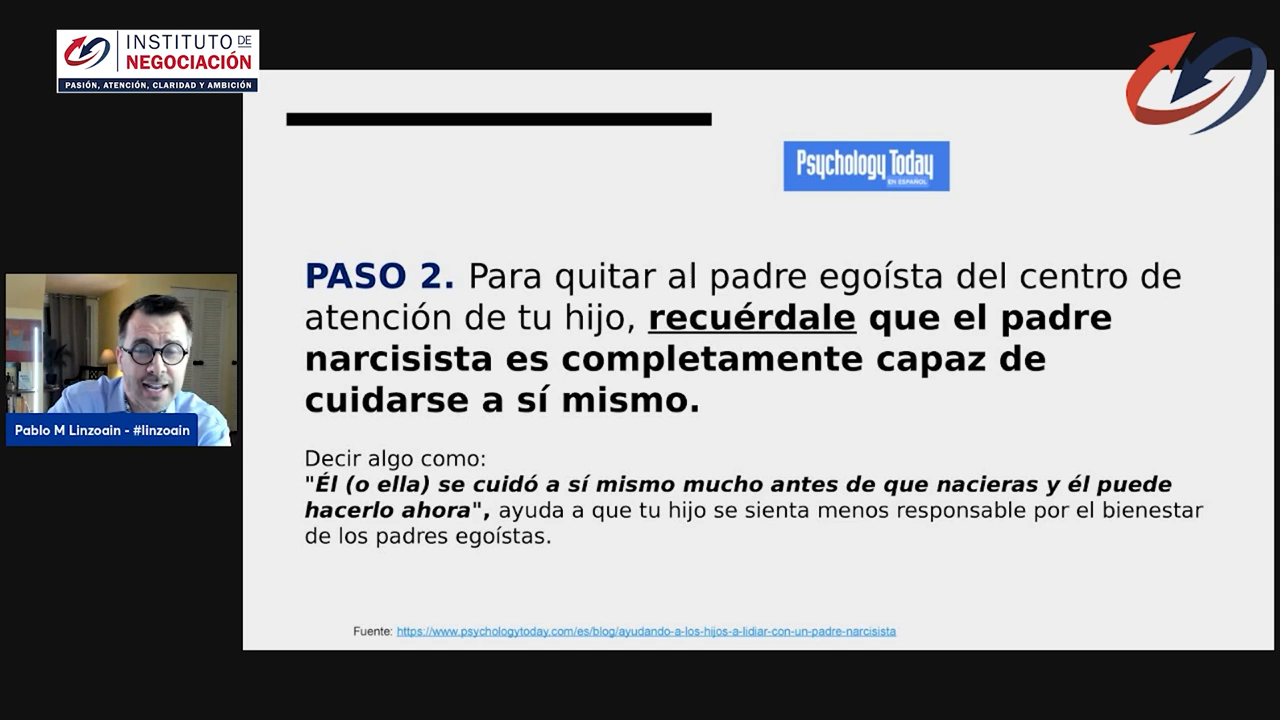 INSTITUTO DE
NEGOCIACIÓN
PASIÓN, ATENCIÓN, CLARIDAD Y AMBICIÓN
Psychology Today
EN ESPAÑOL
PASO 2. Para quitar al padre egoísta del centro de
atención de tu hijo, recuérdale que el padre
narcisista es completamente capaz de
cuidarse a sí mismo.
Decir algo como:
"Él (o ella) se cuidó a sí mismo mucho antes de que nacieras y él puede
hacerlo ahora", ayuda a que tu hijo se sienta menos responsable por el bienestar
de los padres egoístas.
Pablo M Linzoain - #linzoain
Fuente: https://www.psychologytoday.com/es/blog/ayudando-a-los-hijos-a-lidiar-con-un-padre-narcisista